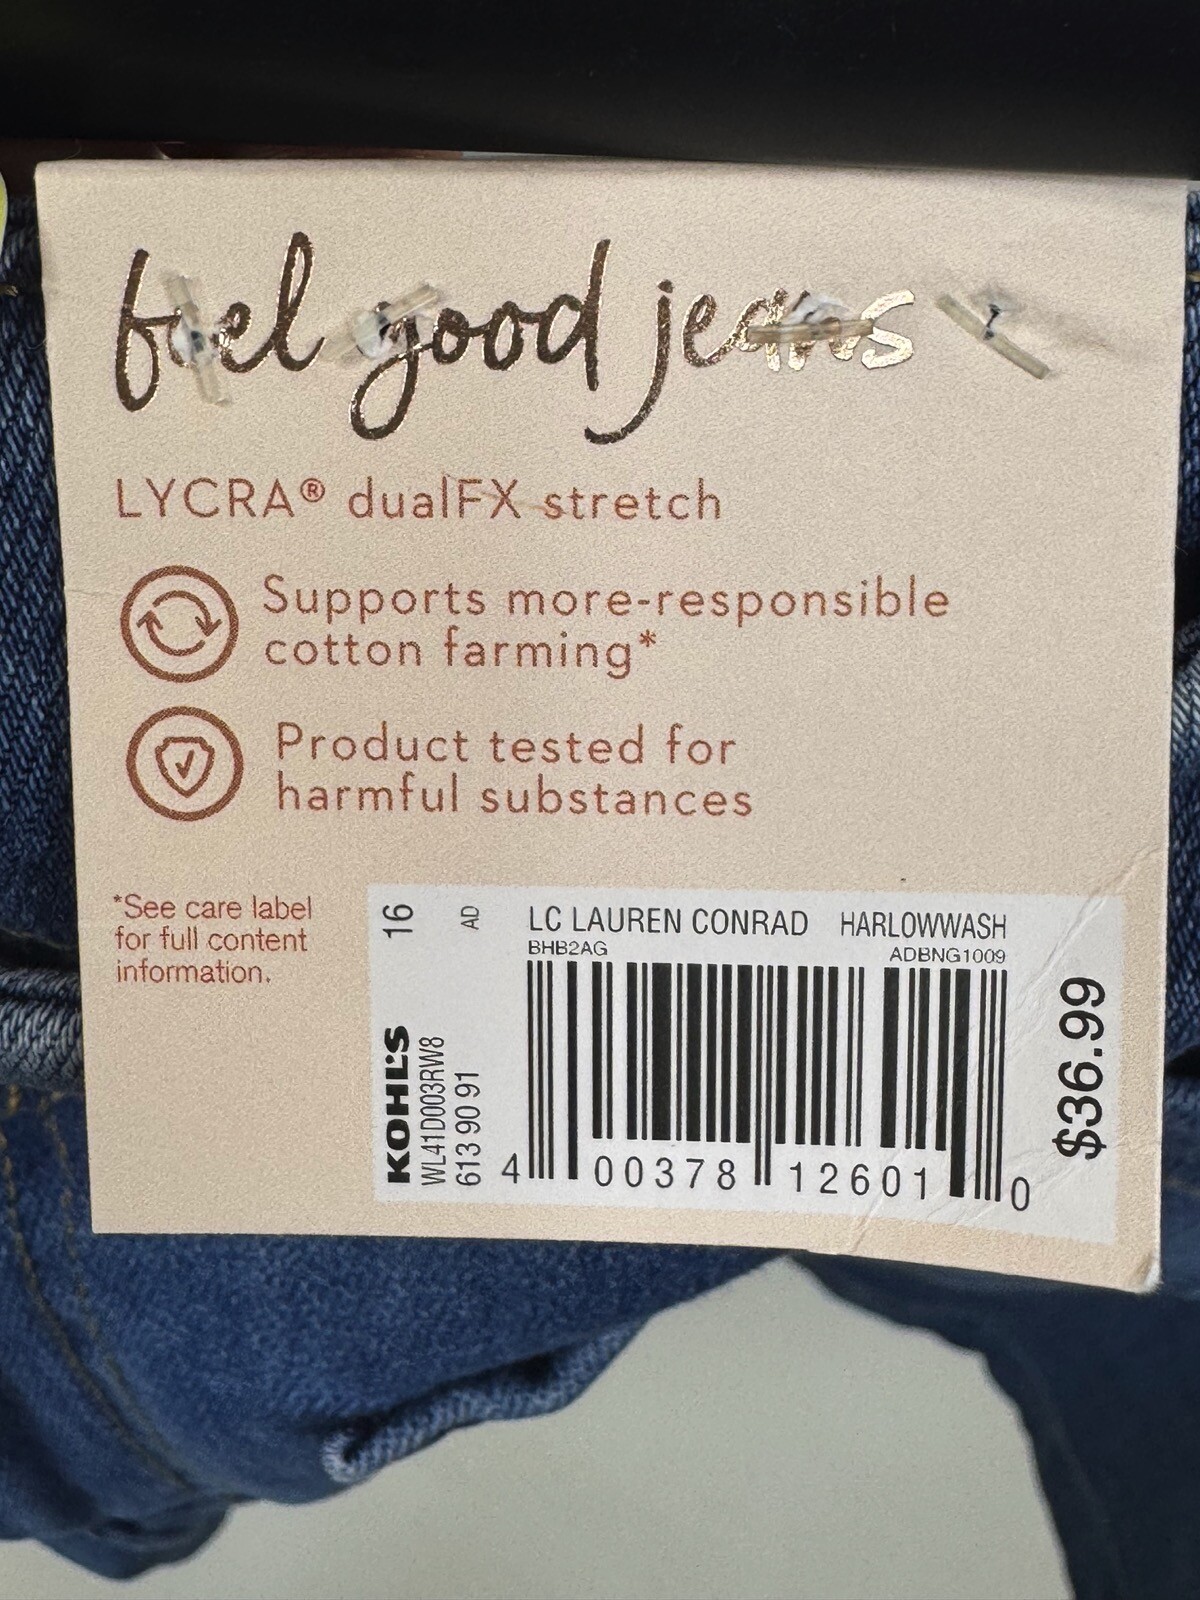 feel good jeans
LYCRA® dualFX stretch
Supports more-responsible
cotton farming*
Product tested for
harmful substances
*See care label
for full content
information.
16
AD
LC LAUREN CONRAD HARLOWWASH
BHB2AG ADBNG1009
KOHL'S
WL41D003RW8
613 90 91
4 00378 12601 0
$36.99